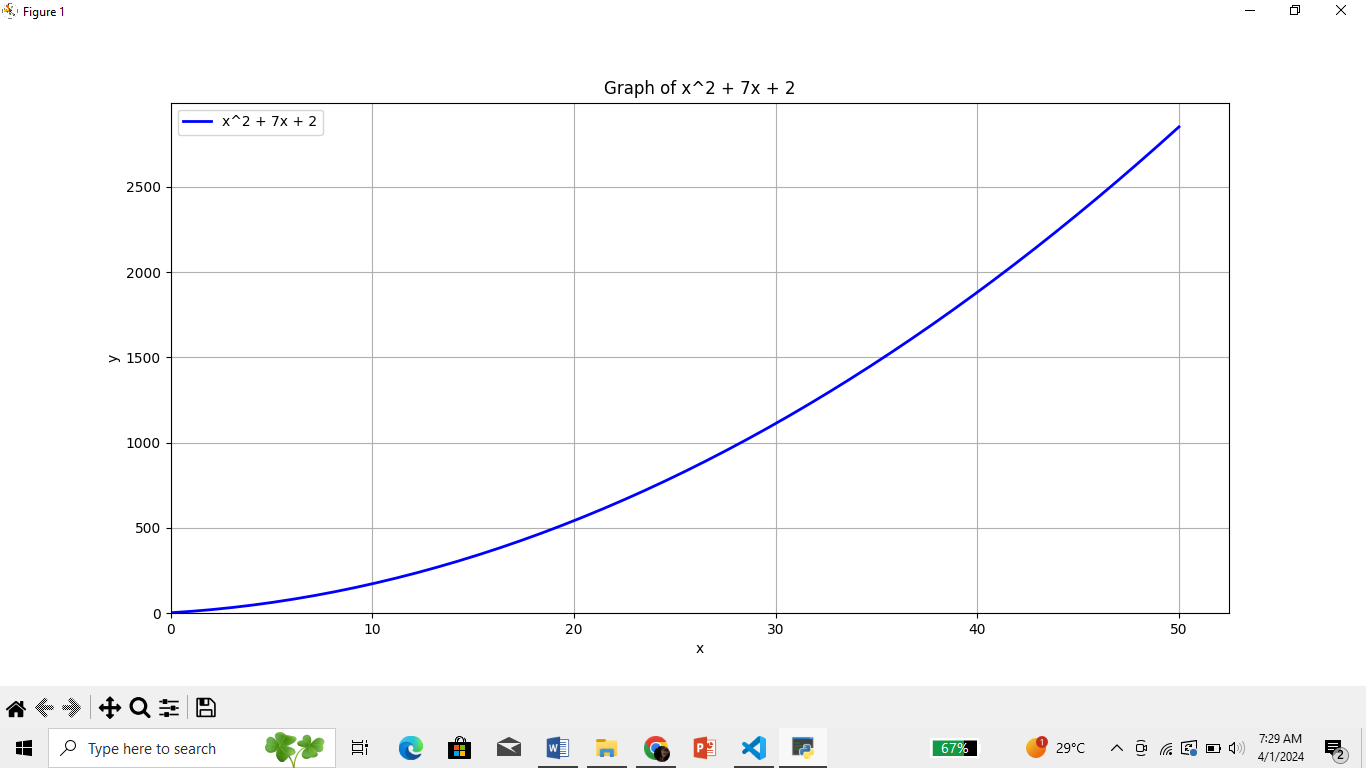 Figure 1
Graph of x^2 + 7x + 2
x^2 + 7x + 2
2500
2000
1500
1000
500
0
y
0 10 20 30 40 50
x
Type here to search
67%
1
29°C
7:29 AM
4/1/2024
2